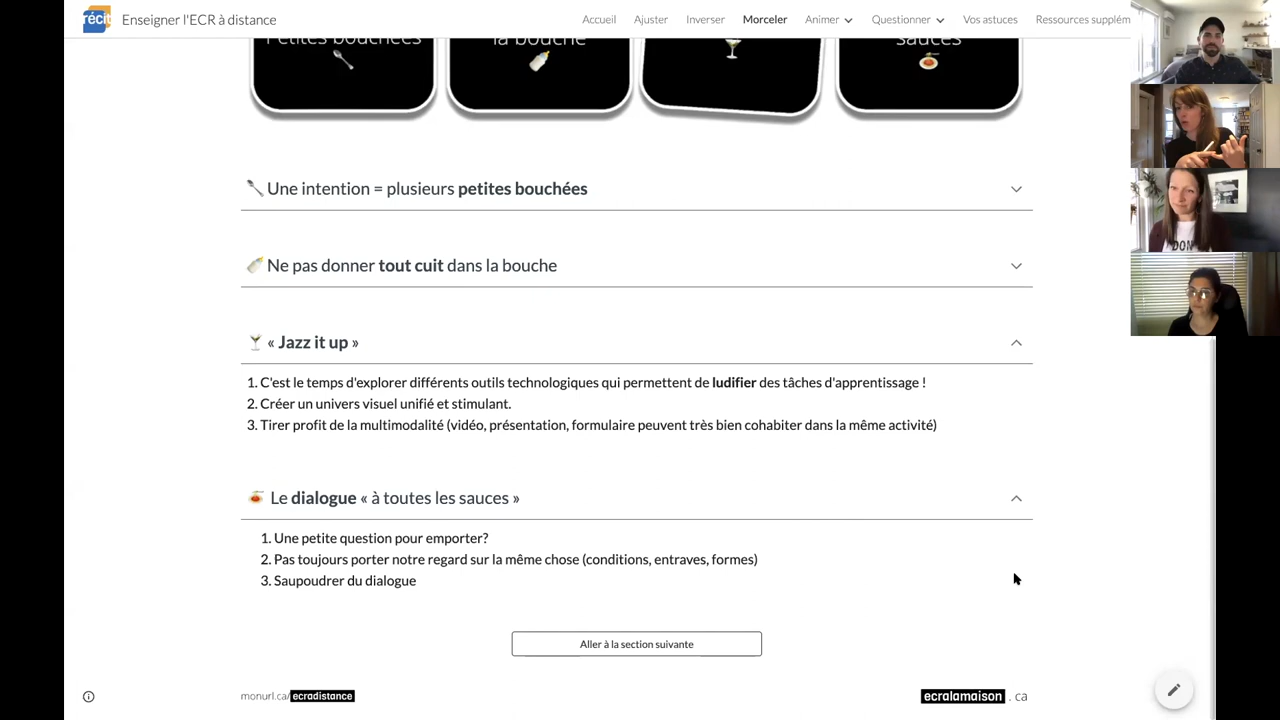 récit
Enseigner l'ECR à distance
Accueil
Ajuster
Inverser
Morceler
Animer
Questionner
Vos astuces
Ressources supplém
Petites bouchées
la bouche
sauces
Une intention = plusieurs petites bouchées
Ne pas donner tout cuit dans la bouche
« Jazz it up »
1. C'est le temps d'explorer différents outils technologiques qui permettent de ludifier des tâches d'apprentissage !
2. Créer un univers visuel unifié et stimulant.
3. Tirer profit de la multimodalité (vidéo, présentation, formulaire peuvent très bien cohabiter dans la même activité)
Le dialogue « à toutes les sauces »
1. Une petite question pour emporter?
2. Pas toujours porter notre regard sur la même chose (conditions, entraves, formes)
3. Saupoudrer du dialogue
Aller à la section suivante
monurl.ca/ecradistance
ecralamaison . ca
DON